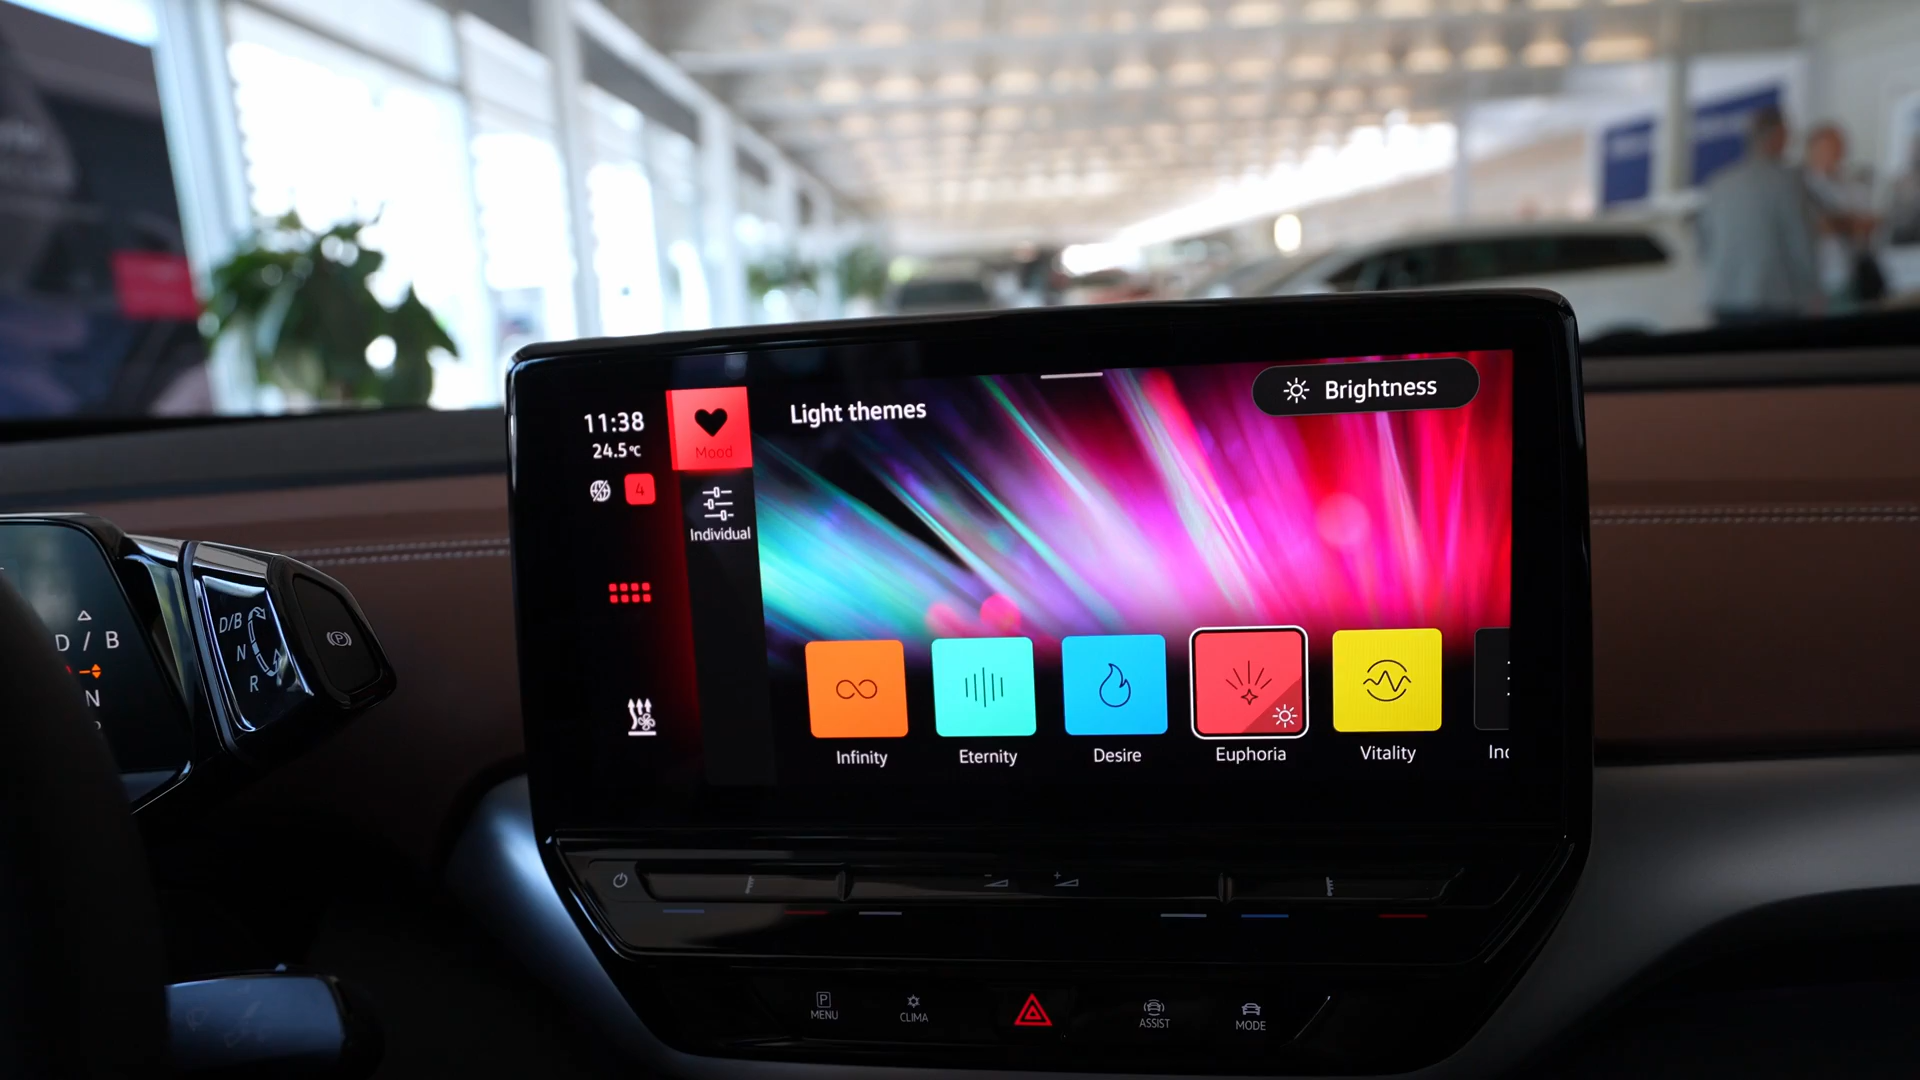 11:38
24.5°C
4
Mood
Individual
Light themes
Brightness
Infinity
Eternity
Desire
Euphoria
Vitality
Inc
D / B
N
D/B
N
R
P
P
MENU
CLIMA
ASSIST
MODE